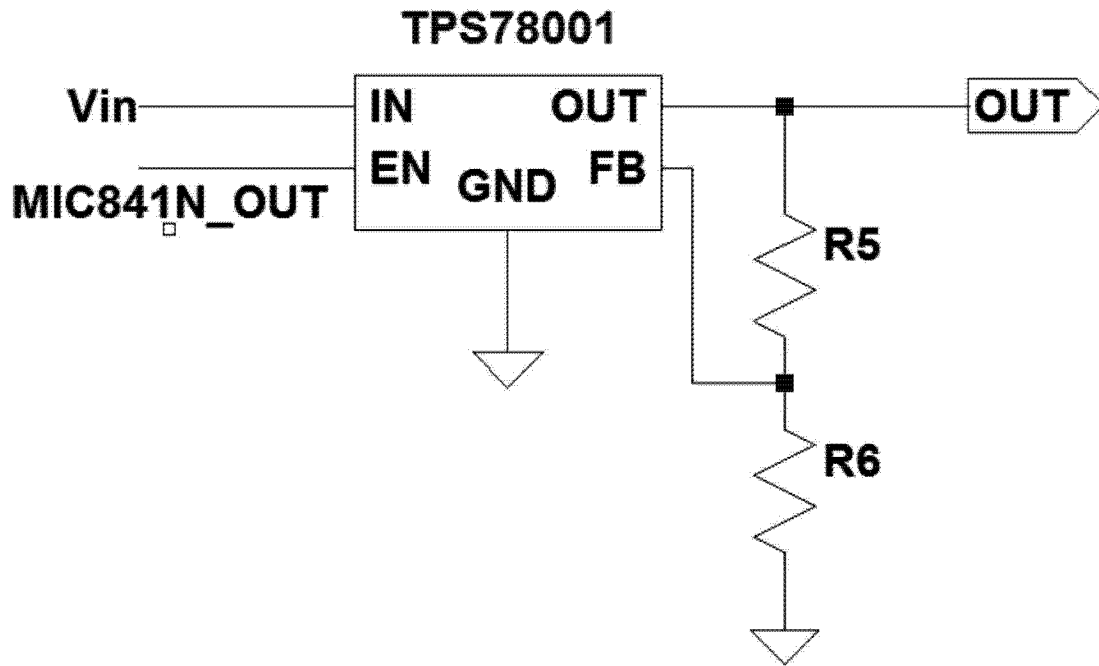 TPS78001
Vin
IN
OUT
OUT
EN
GND
FB
MIC841N_OUT
R5
R6